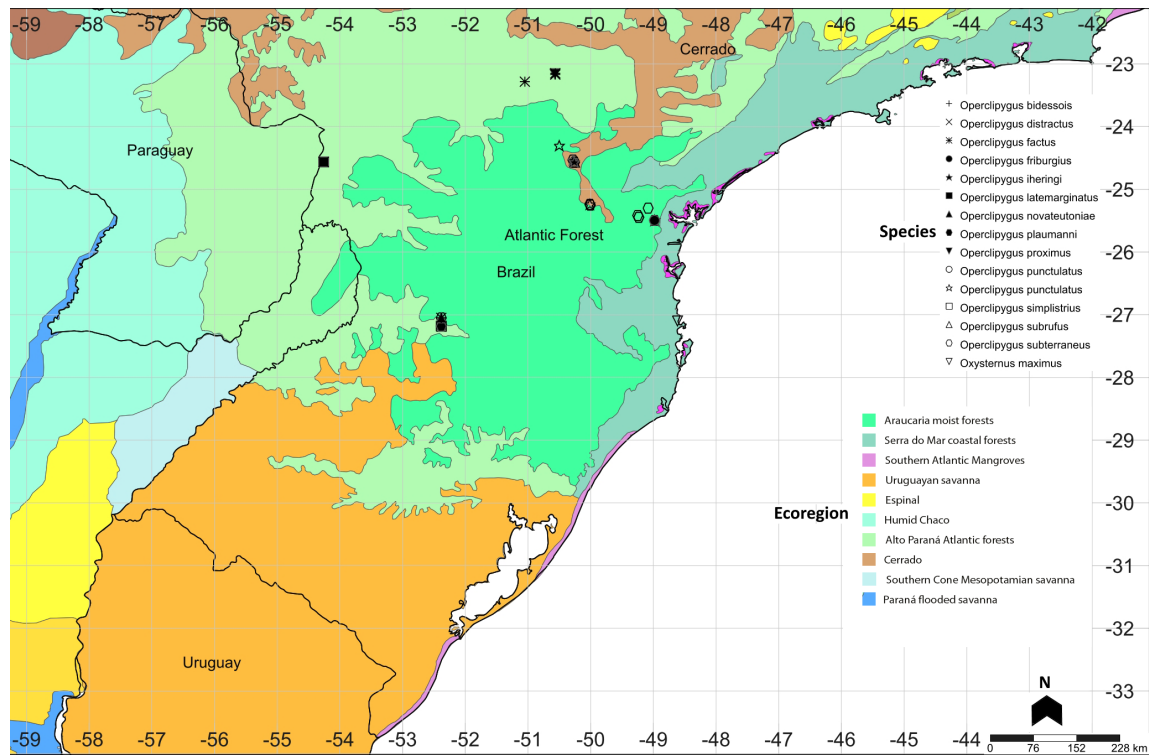 -59 -58 -57 -56 -55 -54 -53 -52 -51 -50 -49 -48 -47 -46 -45 -44 -43 -42
Cerrado
-23
Operclipygus bidessois
Operclipygus distractus
-24
Operclipygus factus
Paraguay
Operclipygus friburgius
Operclipygus iheringi
-25
Operclipygus latemarginatus
Operclipygus novateutoniae
Atlantic Forest
Species
Operclipygus plaumanni
-26
Operclipygus proximus
Brazil
Operclipygus punctulatus
Operclipygus punctulatus
-27
Operclipygus simplistrius
Operclipygus subrufus
Operclipygus subterraneus
Oxysternus maximus
-28
Araucaria moist forests
Serra do Mar coastal forests
-29
Southern Atlantic Mangroves
Uruguayan savanna
-30
Espinal
Ecoregion
Humid Chaco
Alto Paraná Atlantic forests
-31
Cerrado
Southern Cone Mesopotamian savanna
Paraná flooded savanna
-32
Uruguay
N
-33
-59 -58 -57 -56 -55 -54 -53 -52 -51 -50 -49 -48 -47 -46 -45 -44
0 76 152 228 km